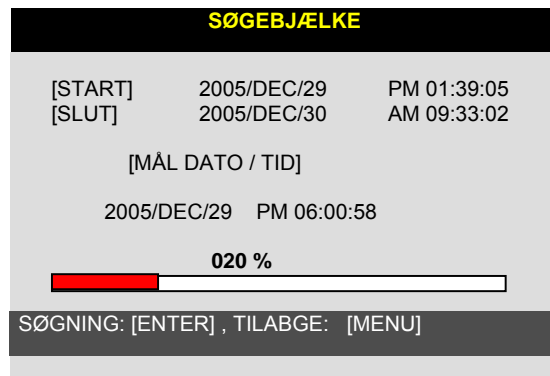 SØGEBJÆLKE
[START] 2005/DEC/29 PM 01:39:05
[SLUT] 2005/DEC/30 AM 09:33:02
[MÅL DATO / TID]
2005/DEC/29 PM 06:00:58
020 %
SØGNING: [ENTER] , TILABGE: [MENU]